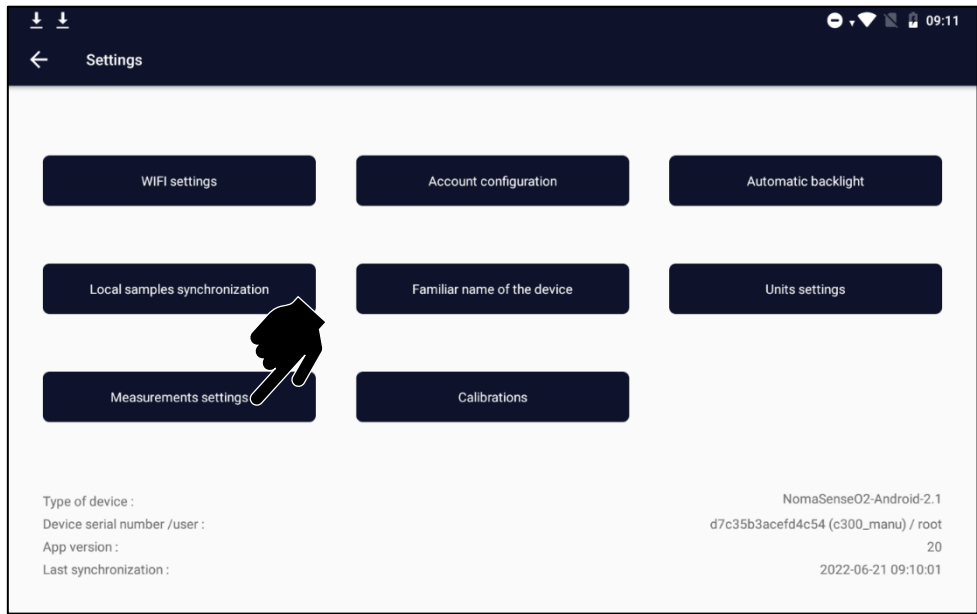 09:11
Settings
WIFI settings
Account configuration
Automatic backlight
Local samples synchronization
Familiar name of the device
Units settings
Measurements settings
Calibrations
Type of device :
NomaSenseO2-Android-2.1
Device serial number /user :
d7c35b3acefd4c54 (c300_manu) / root
App version :
20
Last synchronization :
2022-06-21 09:10:01